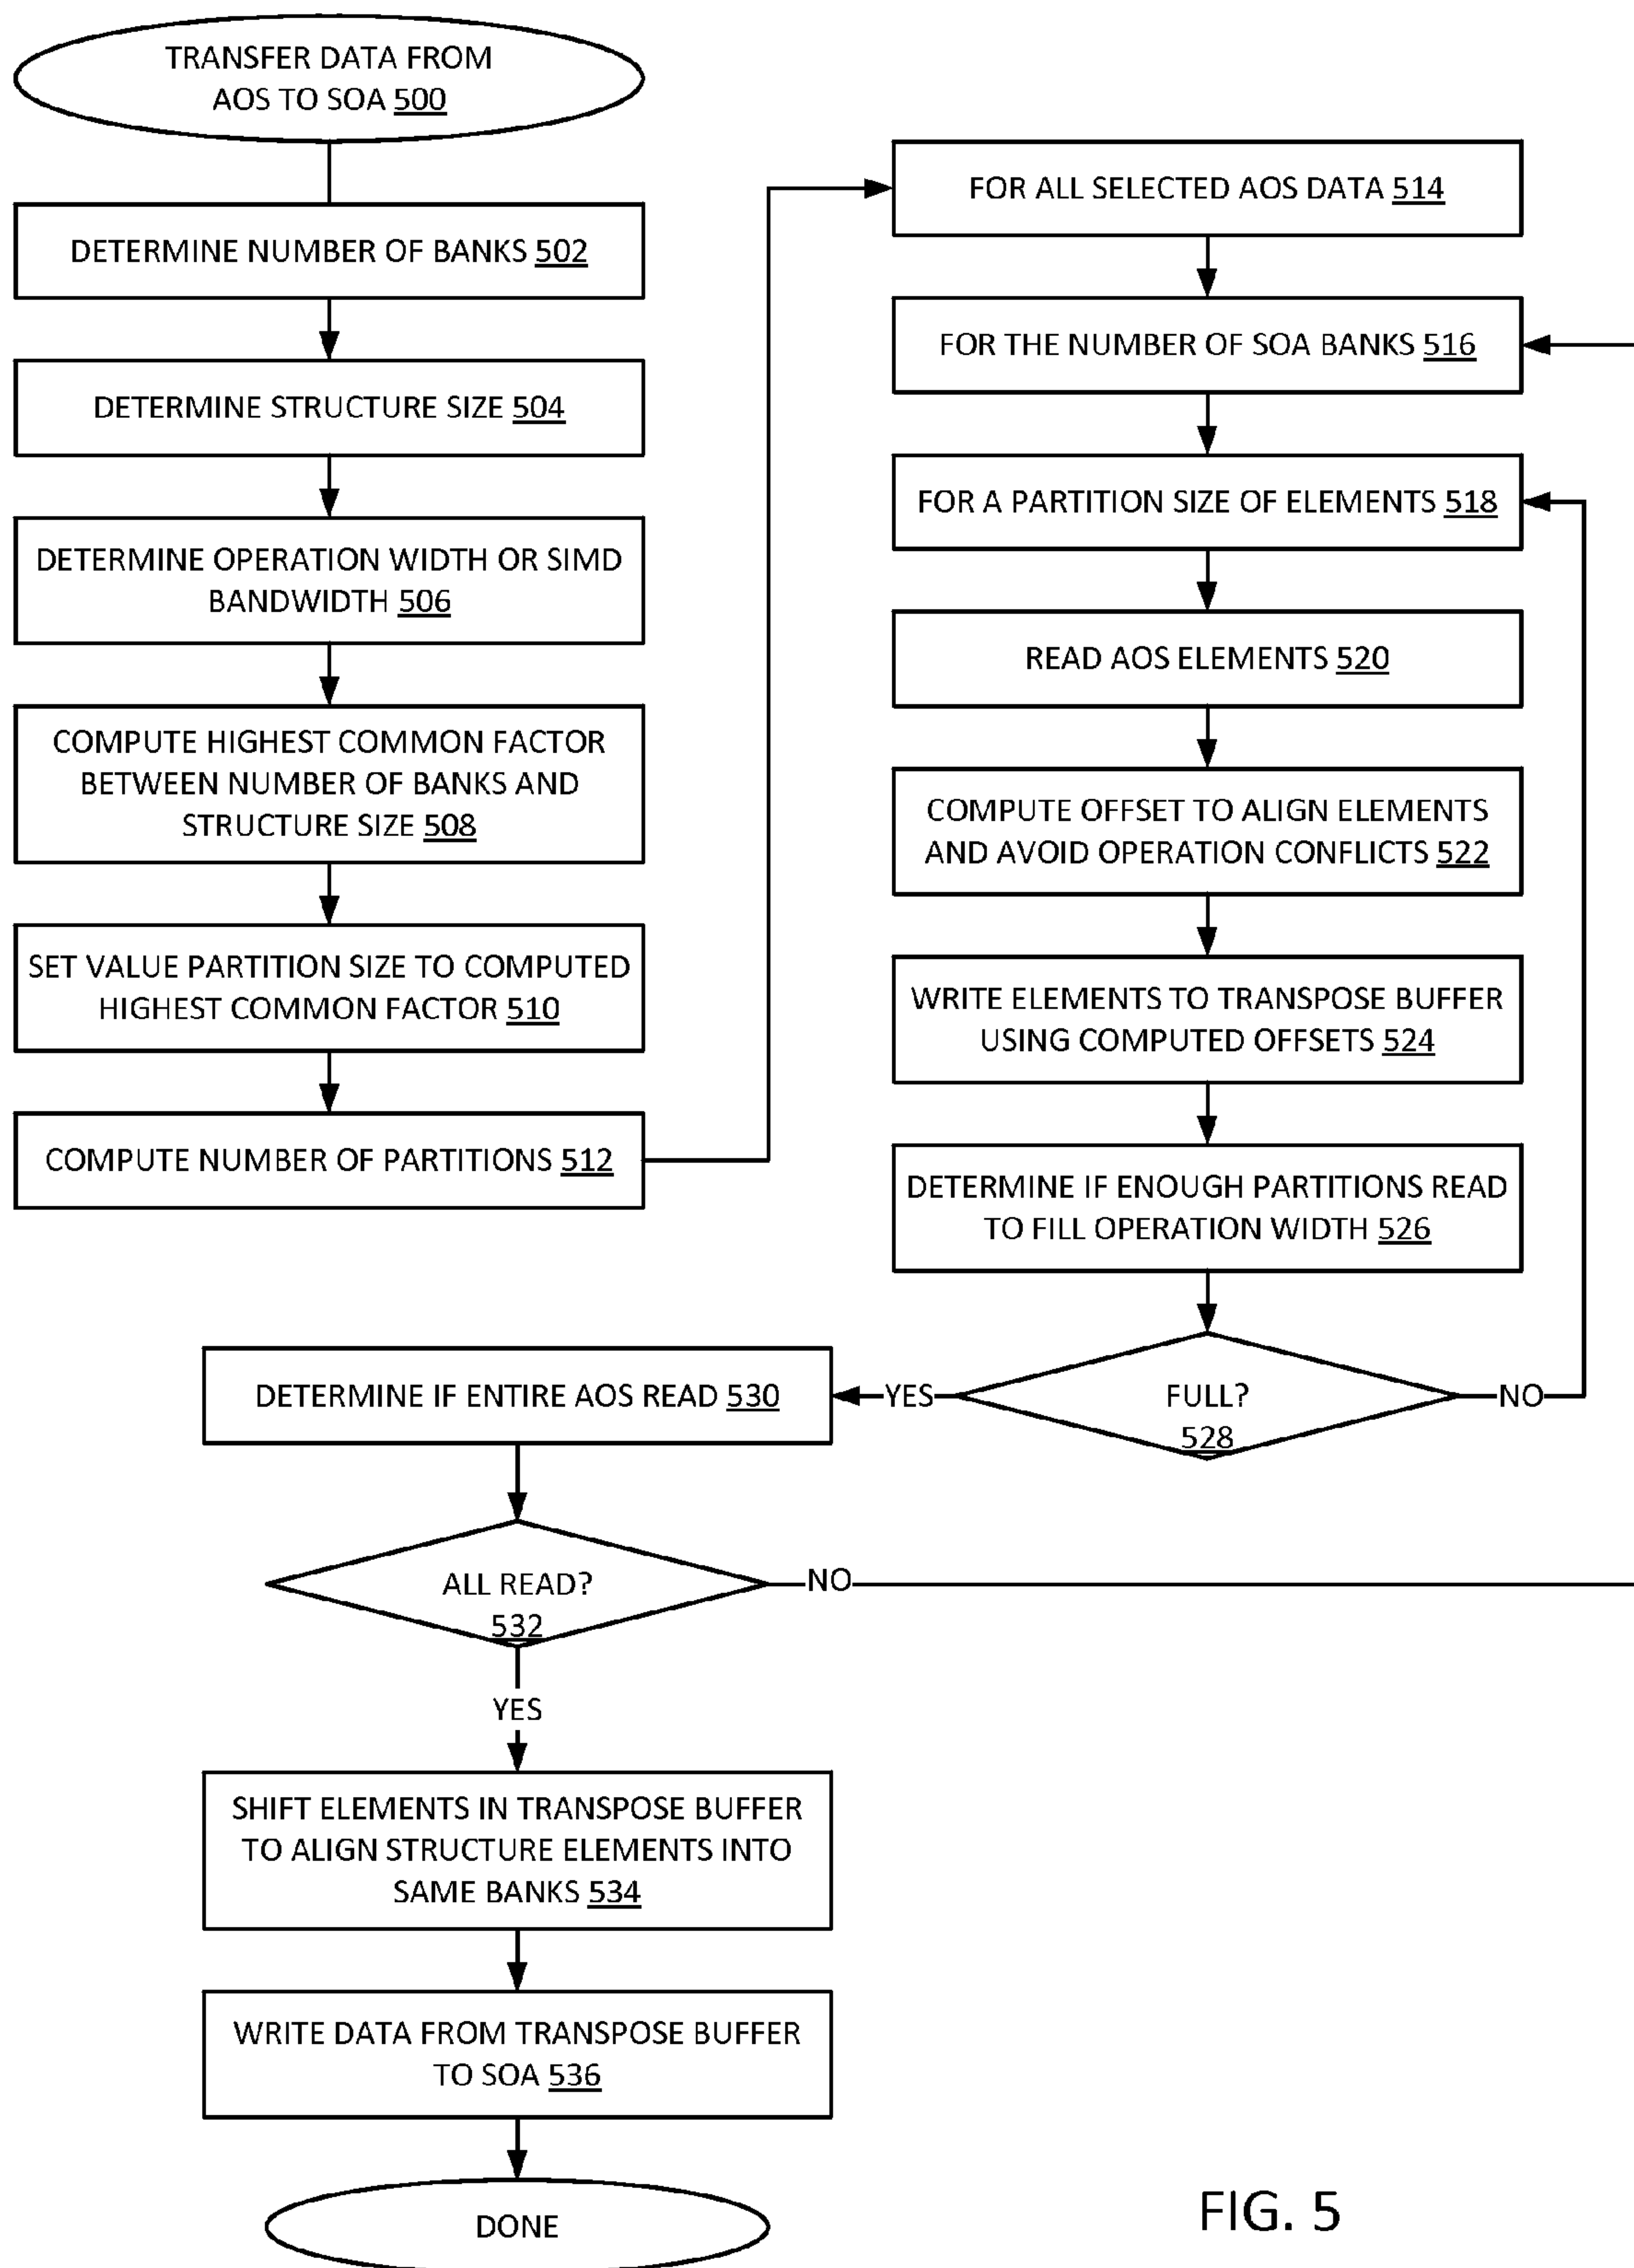 TRANSFER DATA FROM
AOS TO SOA 500
DETERMINE NUMBER OF BANKS 502
DETERMINE STRUCTURE SIZE 504
DETERMINE OPERATION WIDTH OR SIMD
BANDWIDTH 506
COMPUTE HIGHEST COMMON FACTOR
BETWEEN NUMBER OF BANKS AND
STRUCTURE SIZE 508
SET VALUE PARTITION SIZE TO COMPUTED
HIGHEST COMMON FACTOR 510
COMPUTE NUMBER OF PARTITIONS 512
FOR ALL SELECTED AOS DATA 514
FOR THE NUMBER OF SOA BANKS 516
FOR A PARTITION SIZE OF ELEMENTS 518
READ AOS ELEMENTS 520
COMPUTE OFFSET TO ALIGN ELEMENTS
AND AVOID OPERATION CONFLICTS 522
WRITE ELEMENTS TO TRANSPOSE BUFFER
USING COMPUTED OFFSETS 524
DETERMINE IF ENOUGH PARTITIONS READ
TO FILL OPERATION WIDTH 526
FULL?
528
NO
YES
DETERMINE IF ENTIRE AOS READ 530
ALL READ?
532
NO
YES
SHIFT ELEMENTS IN TRANSPOSE BUFFER
TO ALIGN STRUCTURE ELEMENTS INTO
SAME BANKS 534
WRITE DATA FROM TRANSPOSE BUFFER
TO SOA 536
DONE
FIG. 5